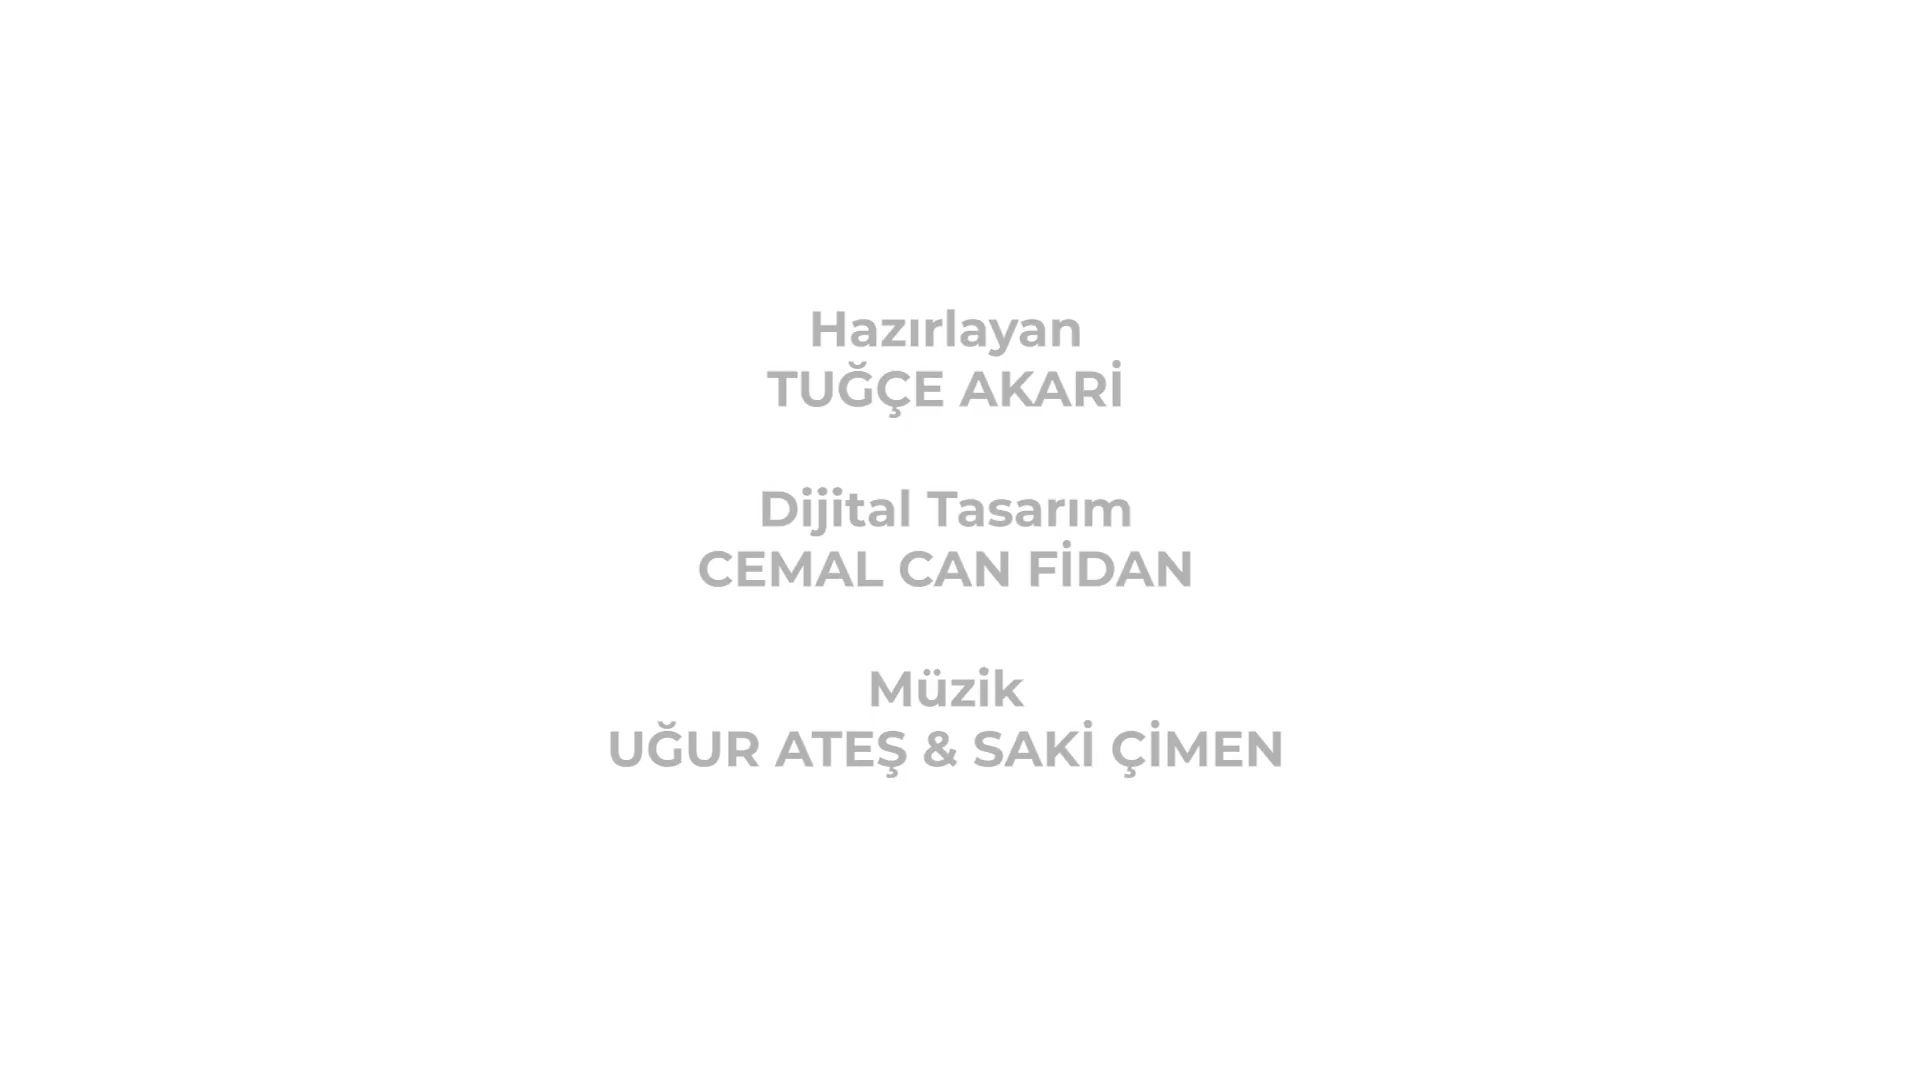 Hazırlayan
TUĞÇE AKARİ
Dijital Tasarım
CEMAL CAN FİDAN
Müzik
UĞUR ATEŞ & SAKİ ÇİMEN